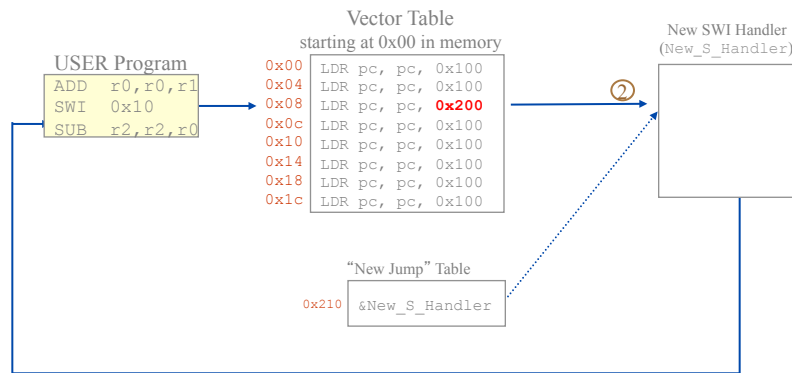 Vector Table
starting at 0x00 in memory
New SWI Handler
(New_S_Handler)
USER Program
ADD r0,r0,r1
SWI 0x10
SUB r2,r2,r0
0x00 LDR pc, pc, 0x100
0x04 LDR pc, pc, 0x100
0x08 LDR pc, pc, 0x200
0x0c LDR pc, pc, 0x100
0x10 LDR pc, pc, 0x100
0x14 LDR pc, pc, 0x100
0x18 LDR pc, pc, 0x100
0x1c LDR pc, pc, 0x100
2
“New Jump” Table
0x210 &New_S_Handler